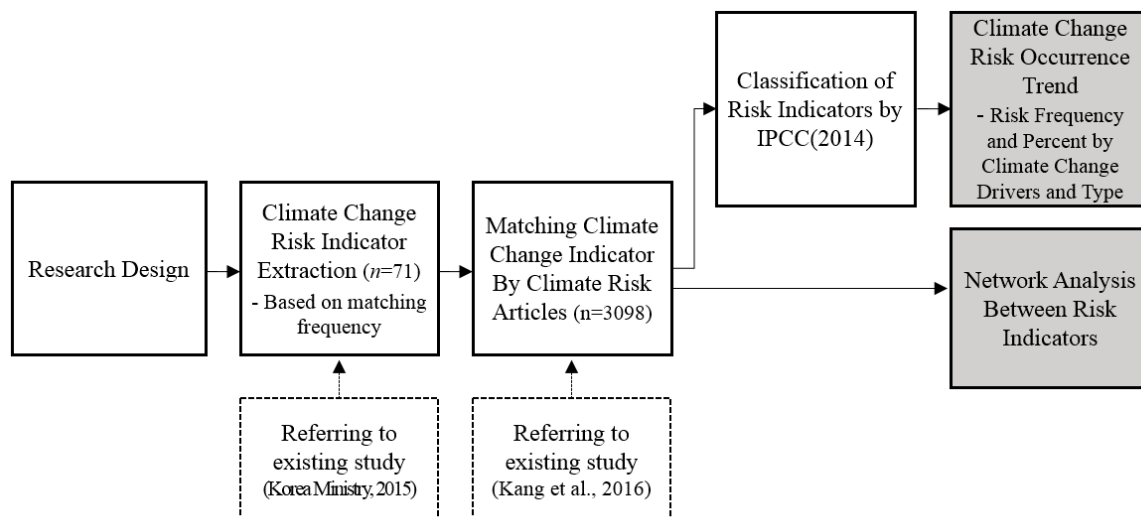 Research Design
Climate Change
Risk Indicator
Extraction (n=71)
- Based on matching
frequency
Referring to
existing study
(Korea Ministry, 2015)
Matching Climate
Change Indicator
By Climate Risk
Articles (n=3098)
Referring to
existing study
(Kang et al., 2016)
Classification of
Risk Indicators by
IPCC(2014)
Climate Change
Risk Occurrence
Trend
- Risk Frequency
and Percent by
Climate Change
Drivers and Type
Network Analysis
Between Risk
Indicators